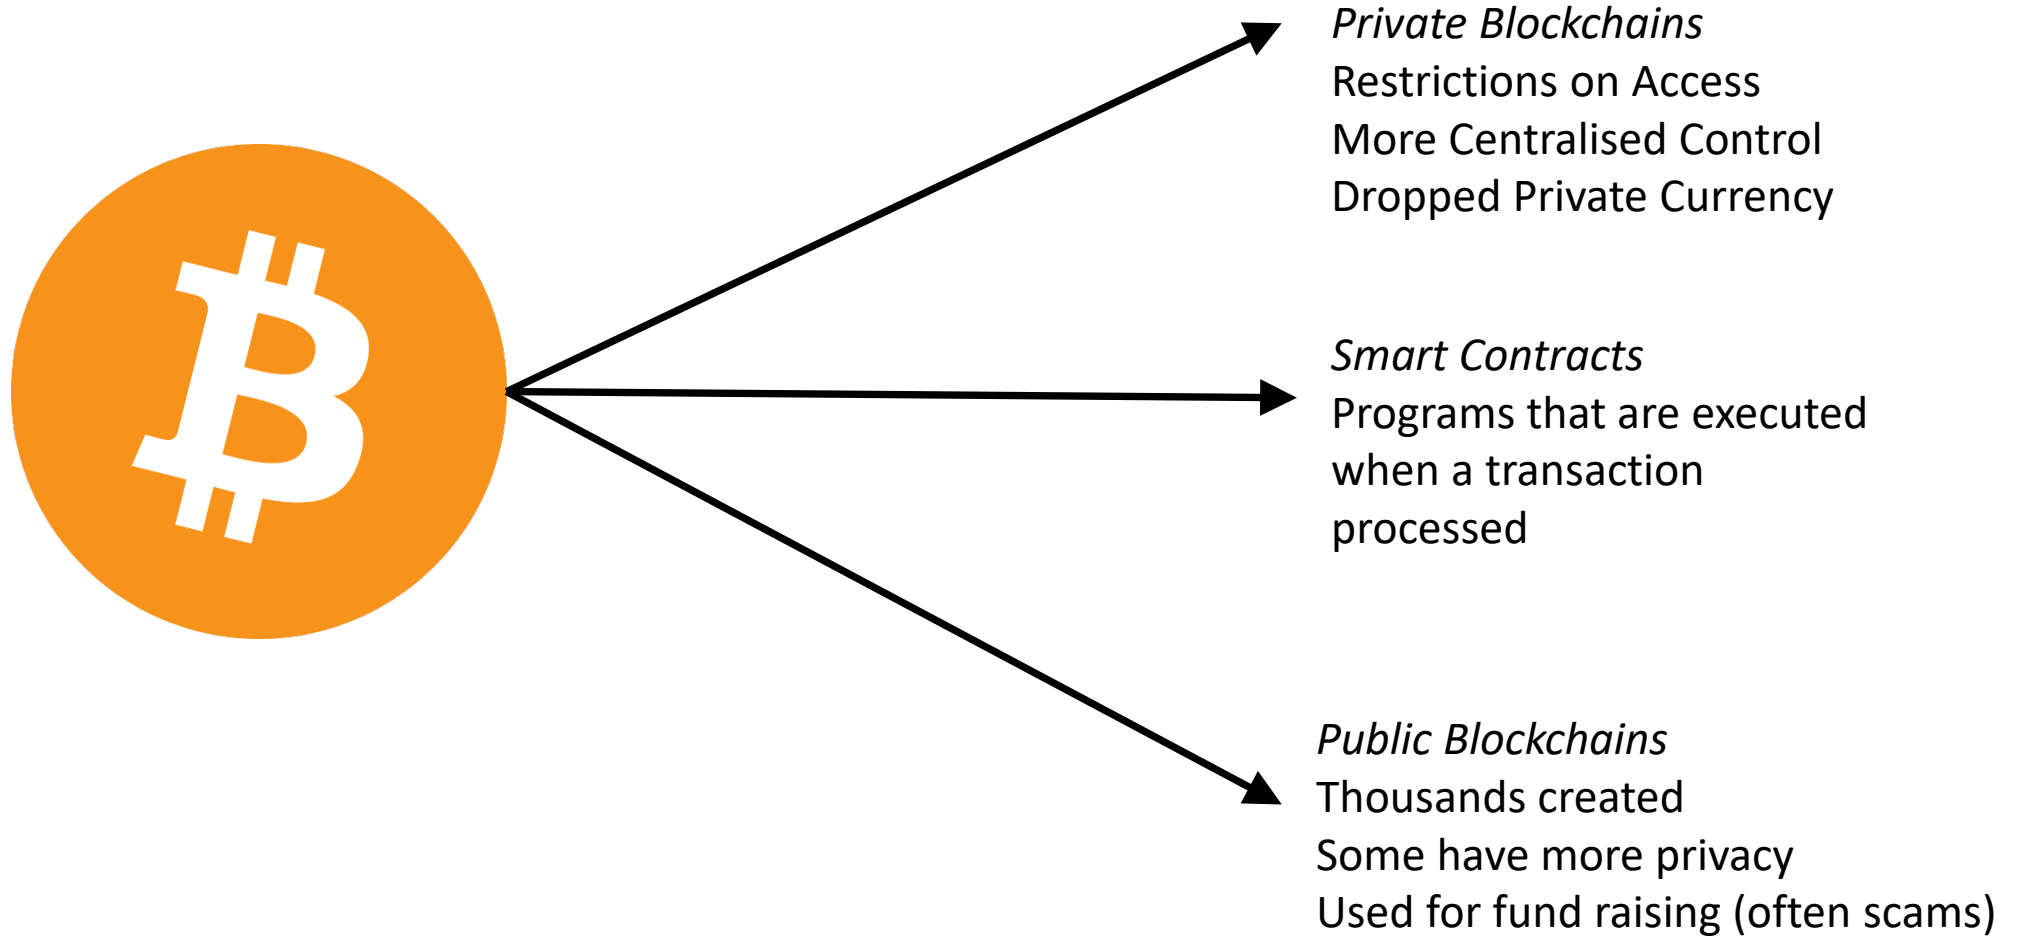 Private Blockchains
Restrictions on Access
More Centralised Control
Dropped Private Currency
Smart Contracts
Programs that are executed
when a transaction
processed
Public Blockchains
Thousands created
Some have more privacy
Used for fund raising (often scams)